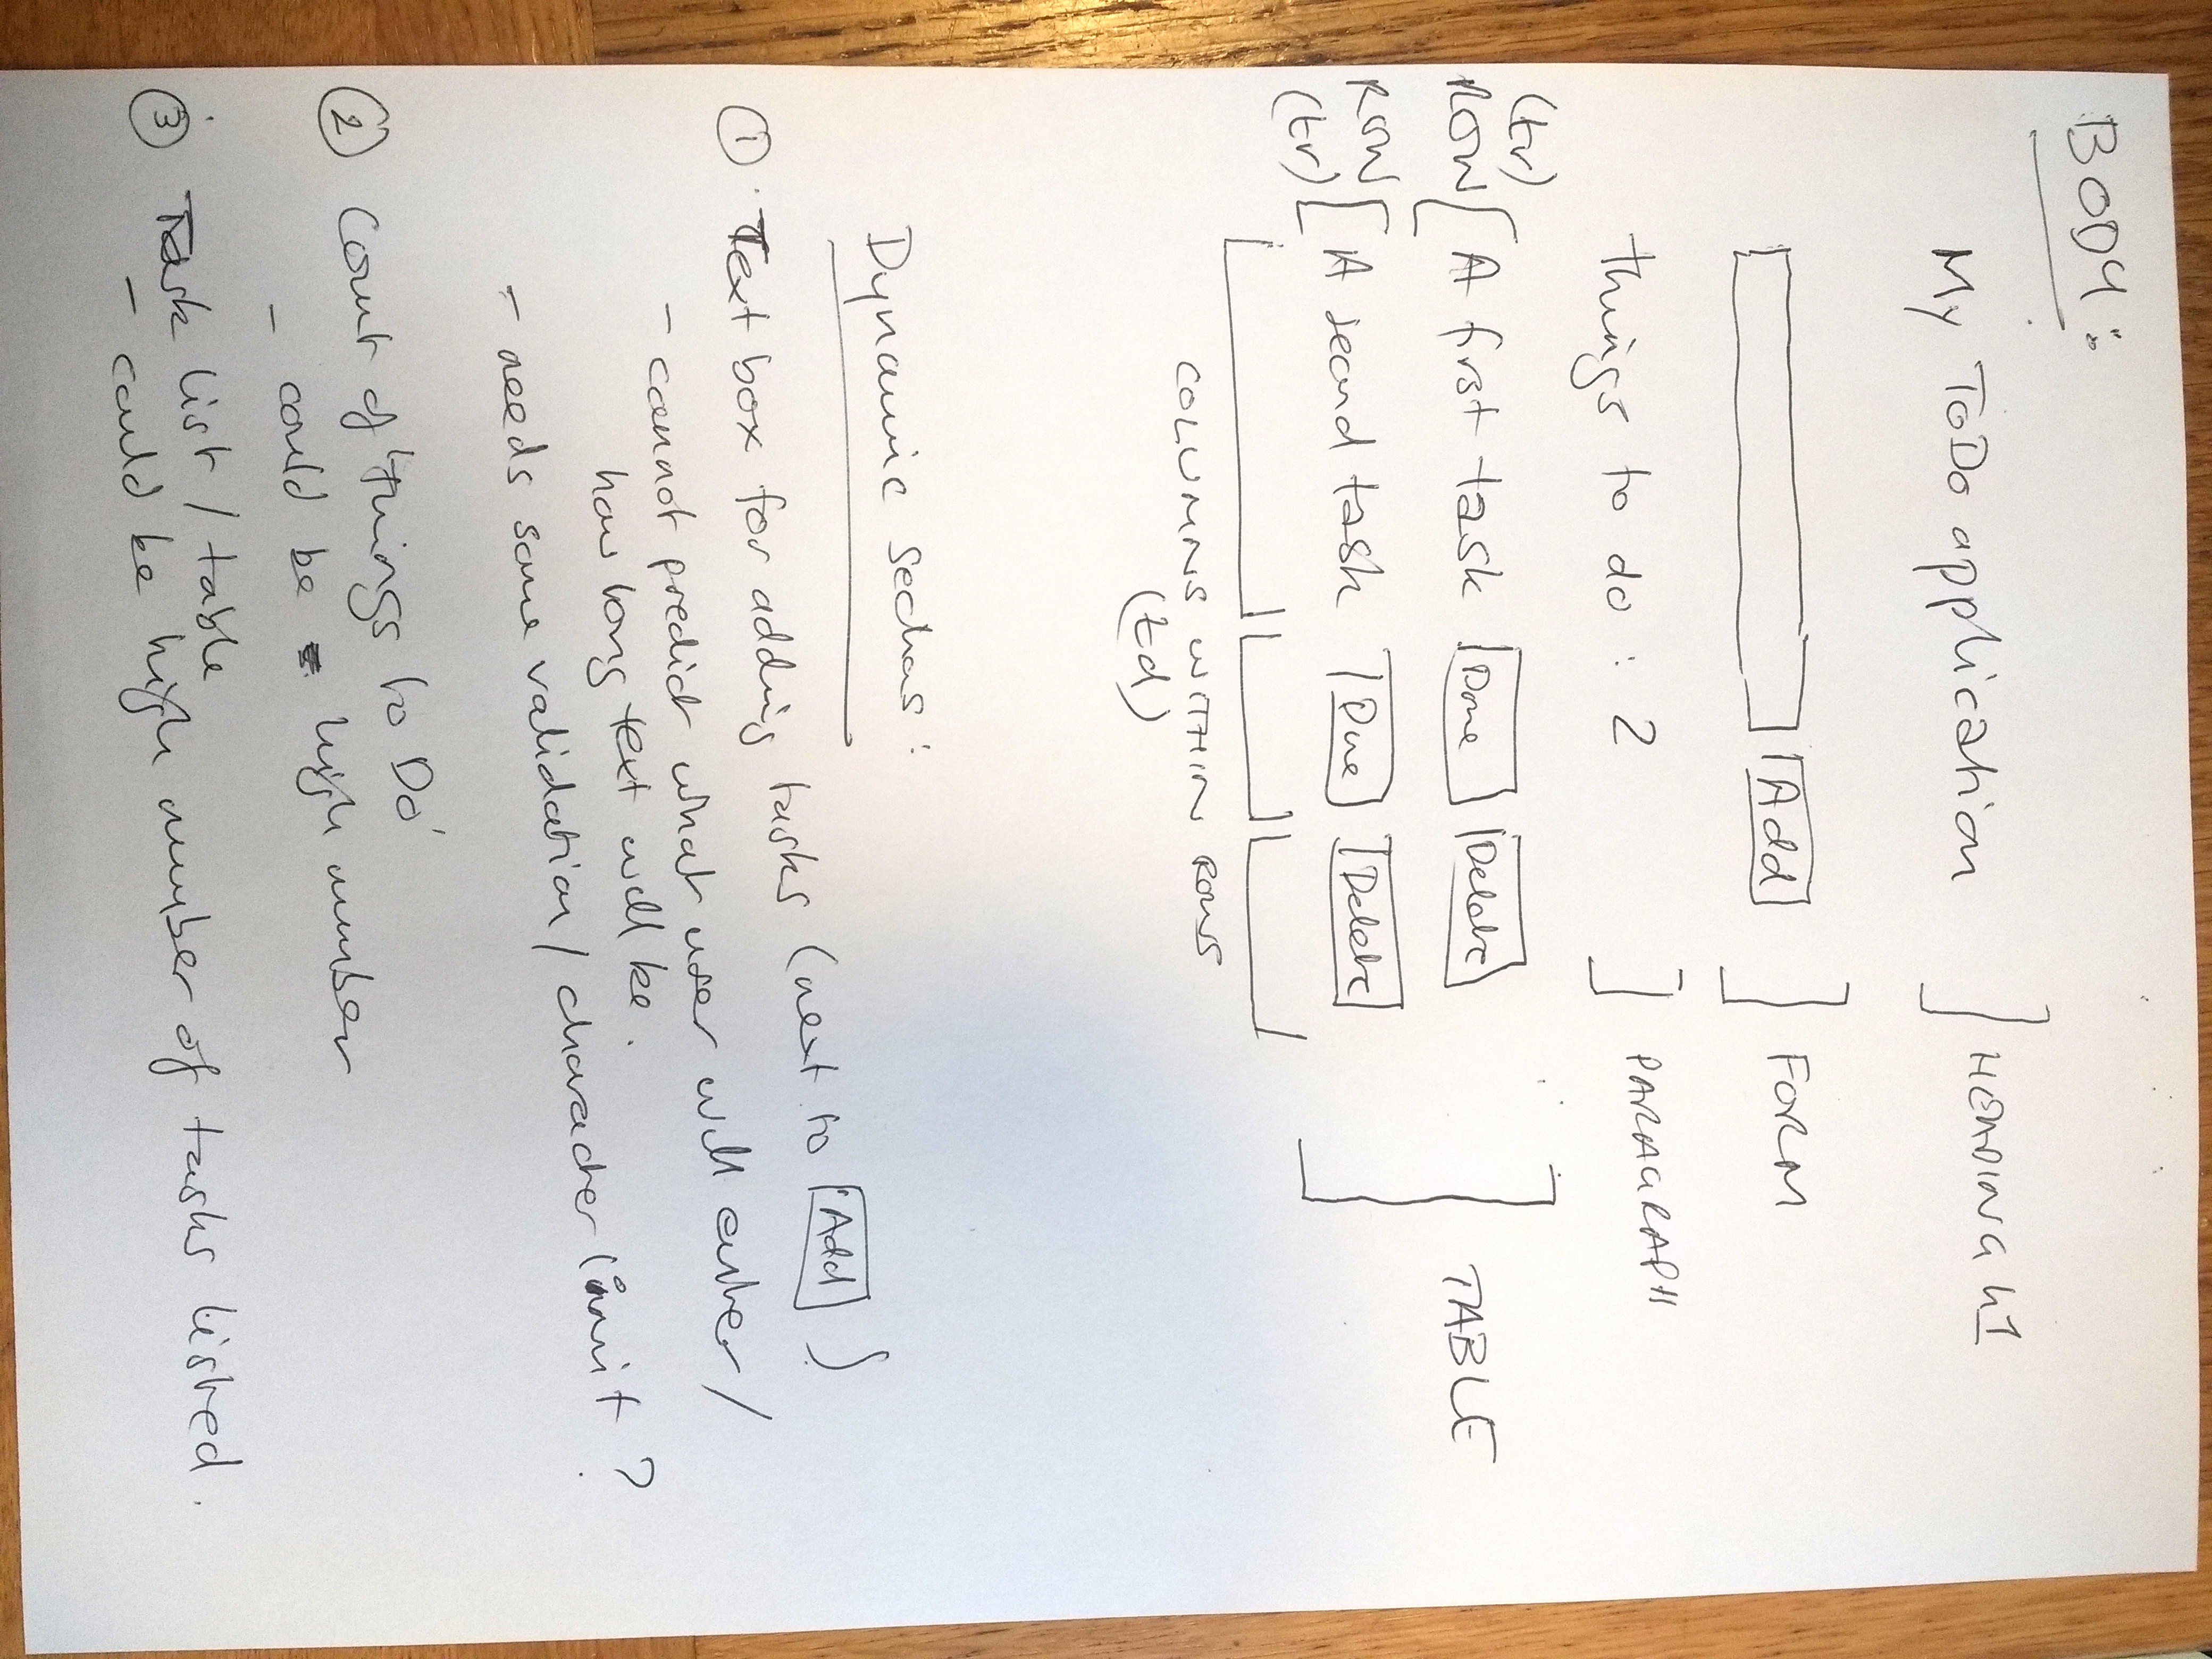 BODY:
My ToDo application ] HEADING h1
Add ] FORM
things to do : 2 ] PARAGRAPH
(tr)
ROW [ A first task Done Delete
] TABLE
ROW [ A second task Done Delete
(tr)
COLUMNS WITHIN ROWS
(td)
Dynamic sections :
① Text box for adding tasks (next to Add )
- cannot predict what user will enter /
how long text will be.
- needs some validation / character limit ?
② Count of 'things to Do'
- could be high number
③ Task list / table
- could be high number of tasks listed.